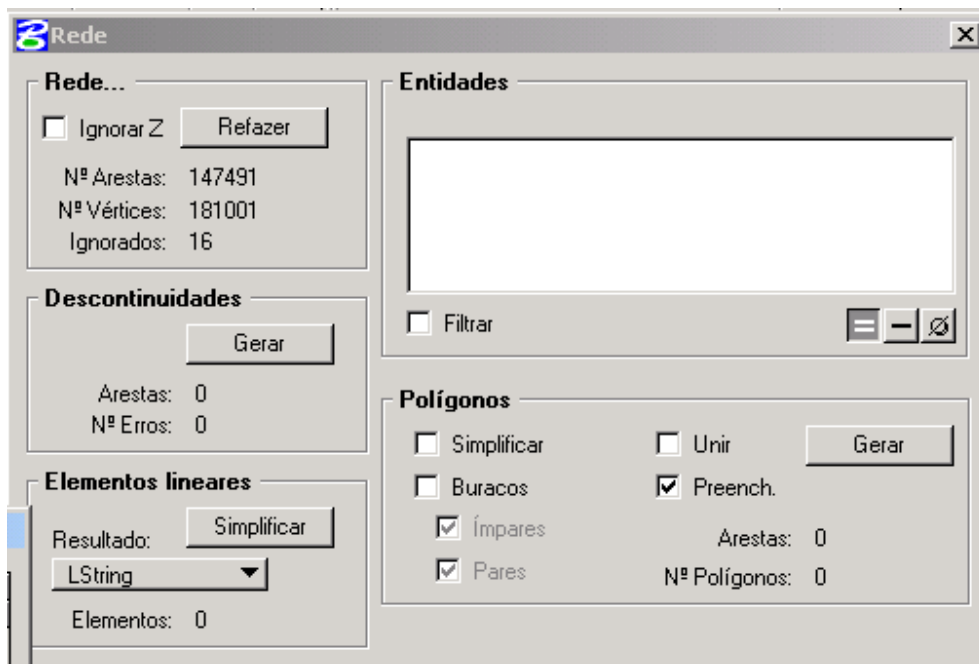 Rede
Rede...
Ignorar Z
Refazer
Nº Arestas: 147491
Nº Vértices: 181001
Ignorados: 16
Descontinuidades
Gerar
Arestas: 0
Nº Erros: 0
Elementos lineares
Simplificar
Resultado:
LString
Elementos: 0
Entidades
Filtrar
Polígonos
Simplificar
Unir
Gerar
Buracos
Preench.
Ímpares
Arestas: 0
Pares
Nº Polígonos: 0